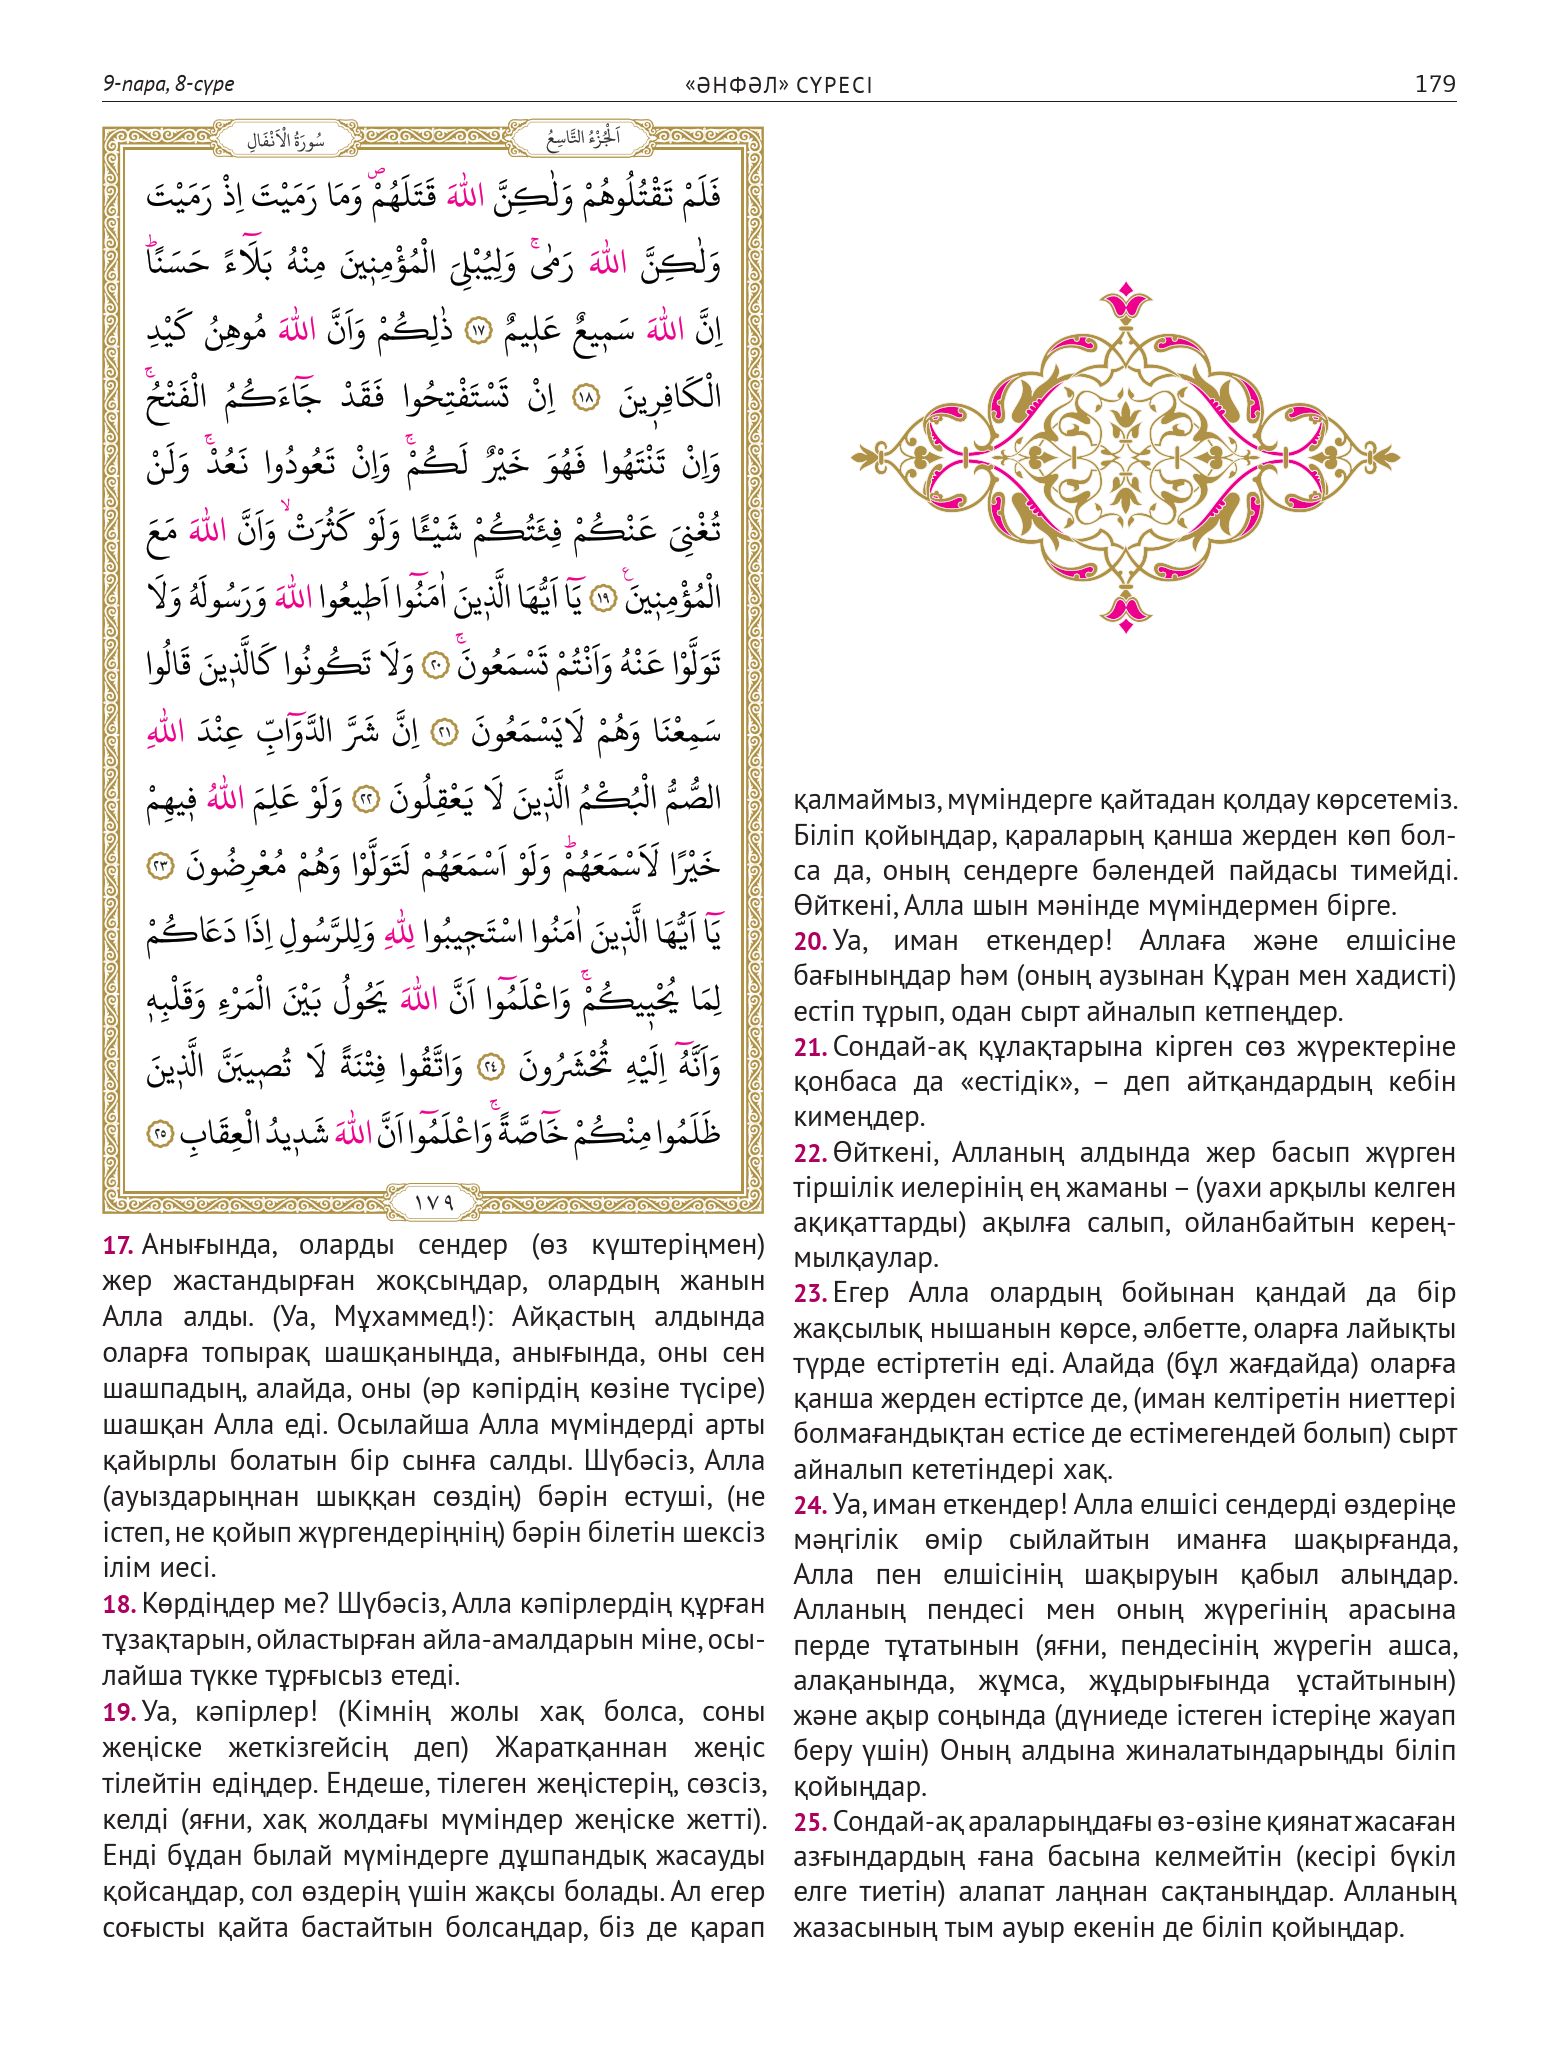 9-пара, 8-сүре
«ӘНФӘЛ» СҮРЕСІ
179
سُورَةُ الْاَنْفَالِ
اَلْجُزْءُ التَّاسِعُ
فَلَمْ تَقْتُلُوهُمْ وَلٰكِنَّ اللّٰهَ قَتَلَهُمْۖ وَمَا رَمَيْتَ اِذْ رَمَيْتَ
وَلٰكِنَّ اللّٰهَ رَمٰىۚ وَلِيُبْلِيَ الْمُؤْمِن۪ينَ مِنْهُ بَلَٓاءً حَسَنًاۜ
اِنَّ اللّٰهَ سَم۪يعٌ عَل۪يمٌ ﴿١٧﴾ ذٰلِكُمْ وَاَنَّ اللّٰهَ مُوهِنُ كَيْدِ
الْكَافِر۪ينَ ﴿١٨﴾ اِنْ تَسْتَفْتِحُوا فَقَدْ جَٓاءَكُمُ الْفَتْحُۚ
وَاِنْ تَنْتَهُوا فَهُوَ خَيْرٌ لَكُمْۚ وَاِنْ تَعُودُوا نَعُدْۚ وَلَنْ
تُغْنِيَ عَنْكُمْ فِئَتُكُمْ شَيْـًٔا وَلَوْ كَثُرَتْۙ وَاَنَّ اللّٰهَ مَعَ
الْمُؤْمِن۪ينَ۟ ﴿١٩﴾ يَٓا اَيُّهَا الَّذ۪ينَ اٰمَنُٓوا اَط۪يعُوا اللّٰهَ وَرَسُولَهُ وَلَا
تَوَلَّوْا عَنْهُ وَاَنْتُمْ تَسْمَعُونَۚ ﴿٢٠﴾ وَلَا تَكُونُوا كَالَّذ۪ينَ قَالُوا
سَمِعْنَا وَهُمْ لَا يَسْمَعُونَ ﴿٢١﴾ اِنَّ شَرَّ الدَّوَٓابِّ عِنْدَ اللّٰهِ
الصُّمُّ الْبُكْمُ الَّذ۪ينَ لَا يَعْقِلُونَ ﴿٢٢﴾ وَلَوْ عَلِمَ اللّٰهُ ف۪يهِمْ
خَيْرًا لَاَسْمَعَهُمْۜ وَلَوْ اَسْمَعَهُمْ لَتَوَلَّوْا وَهُمْ مُعْرِضُونَ ﴿٢٣﴾
يَٓا اَيُّهَا الَّذ۪ينَ اٰمَنُوا اسْتَج۪يبُوا لِلّٰهِ وَلِلرَّسُولِ اِذَا دَعَاكُمْ
لِمَا يُحْي۪يكُمْۚ وَاعْلَمُٓوا اَنَّ اللّٰهَ يَحُولُ بَيْنَ الْمَرْءِ وَقَلْبِه۪
وَاَنَّهُٓ اِلَيْهِ تُحْشَرُونَ ﴿٢٤﴾ وَاتَّقُوا فِتْنَةً لَا تُص۪يبَنَّ الَّذ۪ينَ
ظَلَمُوا مِنْكُمْ خَٓاصَّةًۚ وَاعْلَمُٓوا اَنَّ اللّٰهَ شَد۪يدُ الْعِقَابِ ﴿٢٥﴾
١٧٩
17. Анығында, оларды сендер (өз күштеріңмен)
жер жастандырған жоқсыңдар, олардың жанын
Алла алды. (Уа, Мұхаммед!): Айқастың алдында
оларға топырақ шашқаныңда, анығында, оны сен
шашпадың, алайда, оны (әр кәпірдің көзіне түсіре)
шашқан Алла еді. Осылайша Алла мүміндерді арты
қайырлы болатын бір сынға салды. Шүбәсіз, Алла
(ауыздарыңнан шыққан сөздің) бәрін естуші, (не
істеп, не қойып жүргендеріңнің) бәрін білетін шексіз
ілім иесі.
18. Көрдіңдер ме? Шүбәсіз, Алла кәпірлердің құрған
тұзақтарын, ойластырған айла-амалдарын міне, осы-
лайша түкке тұрғысыз етеді.
19. Уа, кәпірлер! (Кімнің жолы хақ болса, соны
жеңіске жеткізгейсің деп) Жаратқаннан жеңіс
тілейтін едіңдер. Ендеше, тілеген жеңістерің, сөзсіз,
келді (яғни, хақ жолдағы мүміндер жеңіске жетті).
Енді бұдан былай мүміндерге дұшпандық жасауды
қойсаңдар, сол өздерің үшін жақсы болады. Ал егер
соғысты қайта бастайтын болсаңдар, біз де қарап
қалмаймыз, мүміндерге қайтадан қолдау көрсетеміз.
Біліп қойыңдар, қараларың қанша жерден көп бол-
са да, оның сендерге бәлендей пайдасы тимейді.
Өйткені, Алла шын мәнінде мүміндермен бірге.
20. Уа, иман еткендер! Аллаға және елшісіне
бағыныңдар һәм (оның аузынан Құран мен хадисті)
естіп тұрып, одан сырт айналып кетпеңдер.
21. Сондай-ақ құлақтарына кірген сөз жүректеріне
қонбаса да «естідік», – деп айтқандардың кебін
кимеңдер.
22. Өйткені, Алланың алдында жер басып жүрген
тіршілік иелерінің ең жаманы – (уахи арқылы келген
ақиқаттарды) ақылға салып, ойланбайтын керең-
мылқаулар.
23. Егер Алла олардың бойынан қандай да бір
жақсылық нышанын көрсе, әлбетте, оларға лайықты
түрде естіртетін еді. Алайда (бұл жағдайда) оларға
қанша жерден естіртсе де, (иман келтіретін ниеттері
болмағандықтан естісе де естімегендей болып) сырт
айналып кететіндері хақ.
24. Уа, иман еткендер! Алла елшісі сендерді өздеріңе
мәңгілік өмір сыйлайтын иманға шақырғанда,
Алла пен елшісінің шақыруын қабыл алыңдар.
Алланың пендесі мен оның жүрегінің арасына
перде тұтатынын (яғни, пендесінің жүрегін ашса,
алақанында, жұмса, жұдырығында ұстайтынын)
және ақыр соңында (дүниеде істеген істеріңе жауап
беру үшін) Оның алдына жиналатындарыңды біліп
қойыңдар.
25. Сондай-ақ араларыңдағы өз-өзіне қиянат жасаған
азғындардың ғана басына келмейтін (кесірі бүкіл
елге тиетін) алапат лаңнан сақтаныңдар. Алланың
жазасының тым ауыр екенін де біліп қойыңдар.